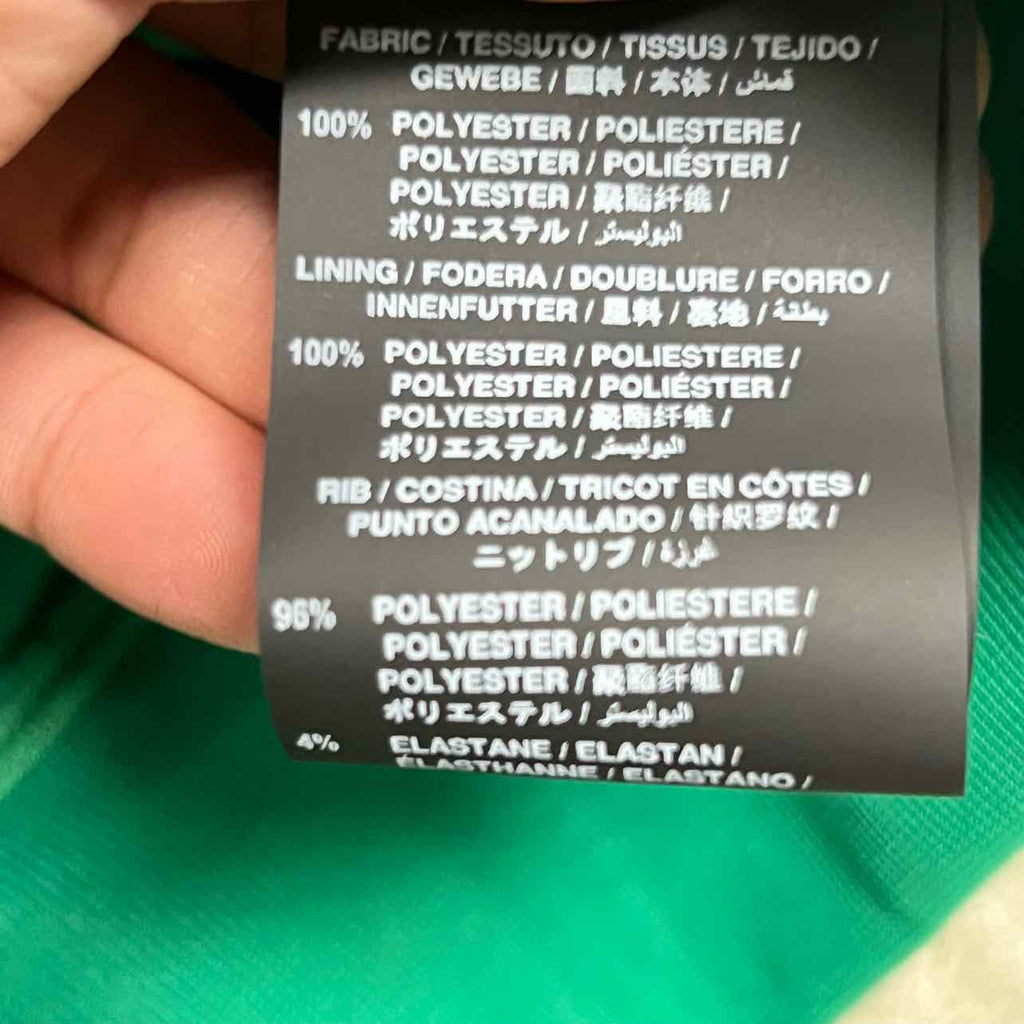 FABRIC / TESSUTO / TISSUS / TEJIDO /
GEWEBE / 面料 / 本体 / قماش
100% POLYESTER / POLIESTERE /
POLYESTER / POLIÉSTER /
POLYESTER / 聚酯纤维 /
ポリエステル / البوليستر
LINING / FODERA / DOUBLURE / FORRO /
INNENFUTTER / 里料 / 裏地 / بطانة
100% POLYESTER / POLIESTERE /
POLYESTER / POLIÉSTER /
POLYESTER / 聚酯纤维 /
ポリエステル / البوليستر
RIB / COSTINA / TRICOT EN CÔTES /
PUNTO ACANALADO / 针织罗纹 /
ニットリブ / غرزة
96% POLYESTER / POLIESTERE /
POLYESTER / POLIÉSTER /
POLYESTER / 聚酯纤维 /
ポリエステル / البوليستر
4% ELASTANE / ELASTAN /
ÉLASTHANNE / ELASTANO /